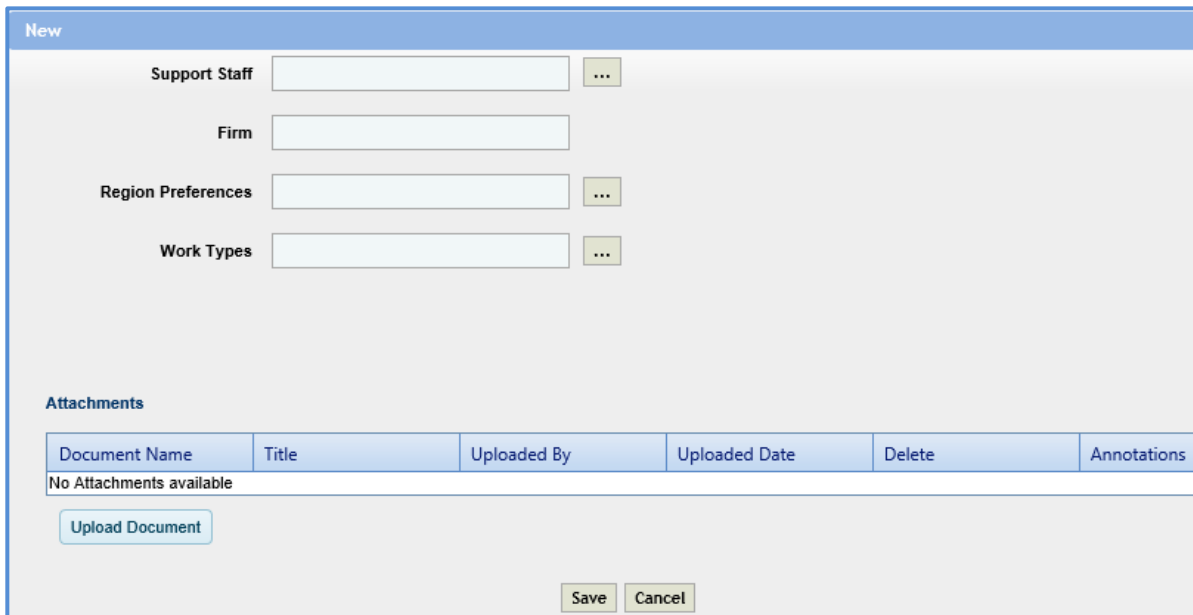 New
Support Staff ...
Firm
Region Preferences ...
Work Types ...
Attachments
Document Name Title Uploaded By Uploaded Date Delete Annotations
No Attachments available
Upload Document
Save Cancel